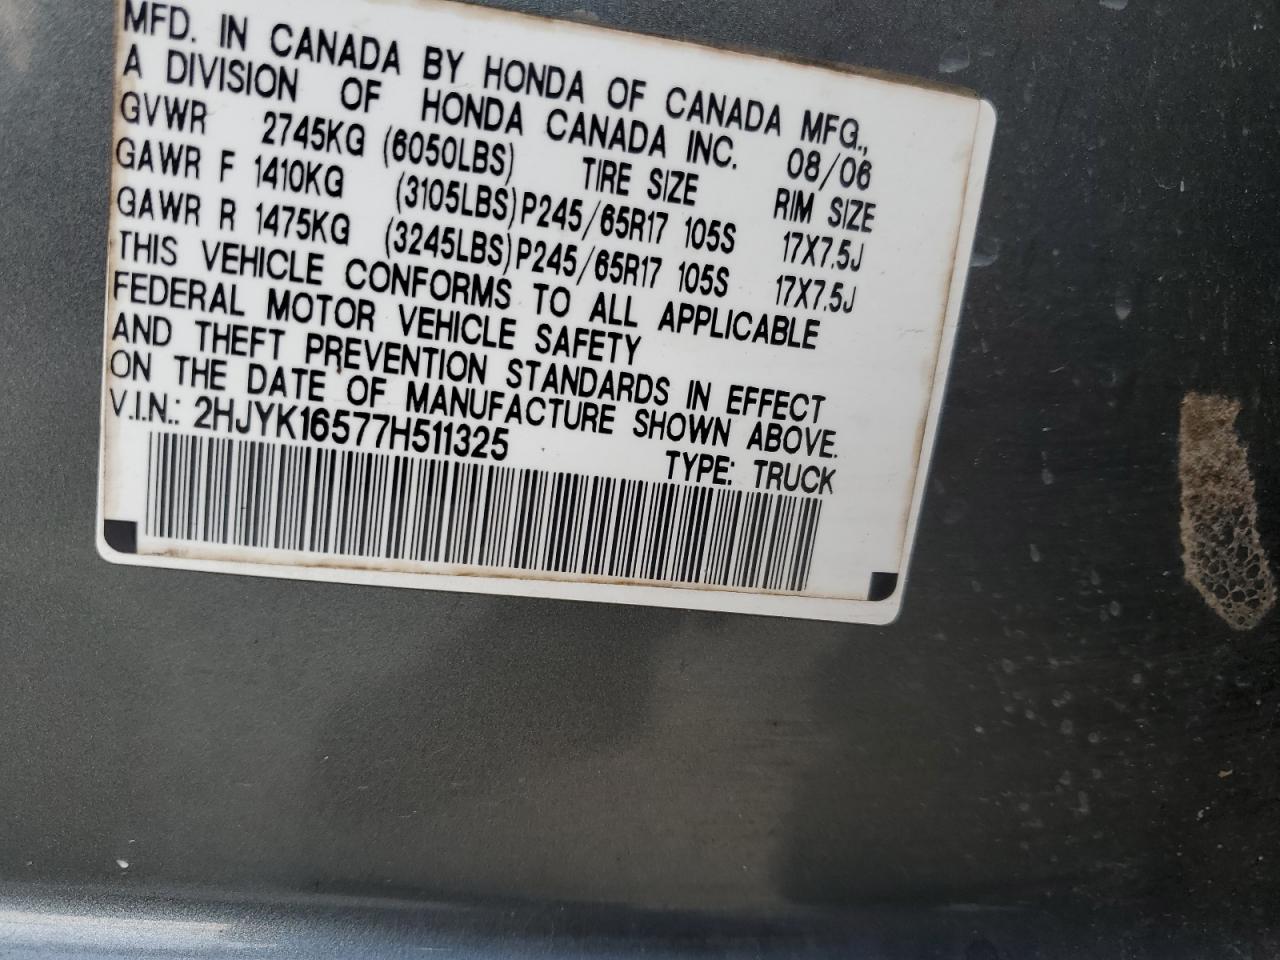 MFD. IN CANADA BY HONDA OF CANADA MFG.,
A DIVISION OF HONDA CANADA INC. 08/06
GVWR 2745KG (6050LBS) TIRE SIZE RIM SIZE
GAWR F 1410KG (3105LBS) P245/65R17 105S 17X7.5J
GAWR R 1475KG (3245LBS) P245/65R17 105S 17X7.5J
THIS VEHICLE CONFORMS TO ALL APPLICABLE
FEDERAL MOTOR VEHICLE SAFETY
AND THEFT PREVENTION STANDARDS IN EFFECT
ON THE DATE OF MANUFACTURE SHOWN ABOVE.
V.I.N.: 2HJYK16577H511325 TYPE: TRUCK